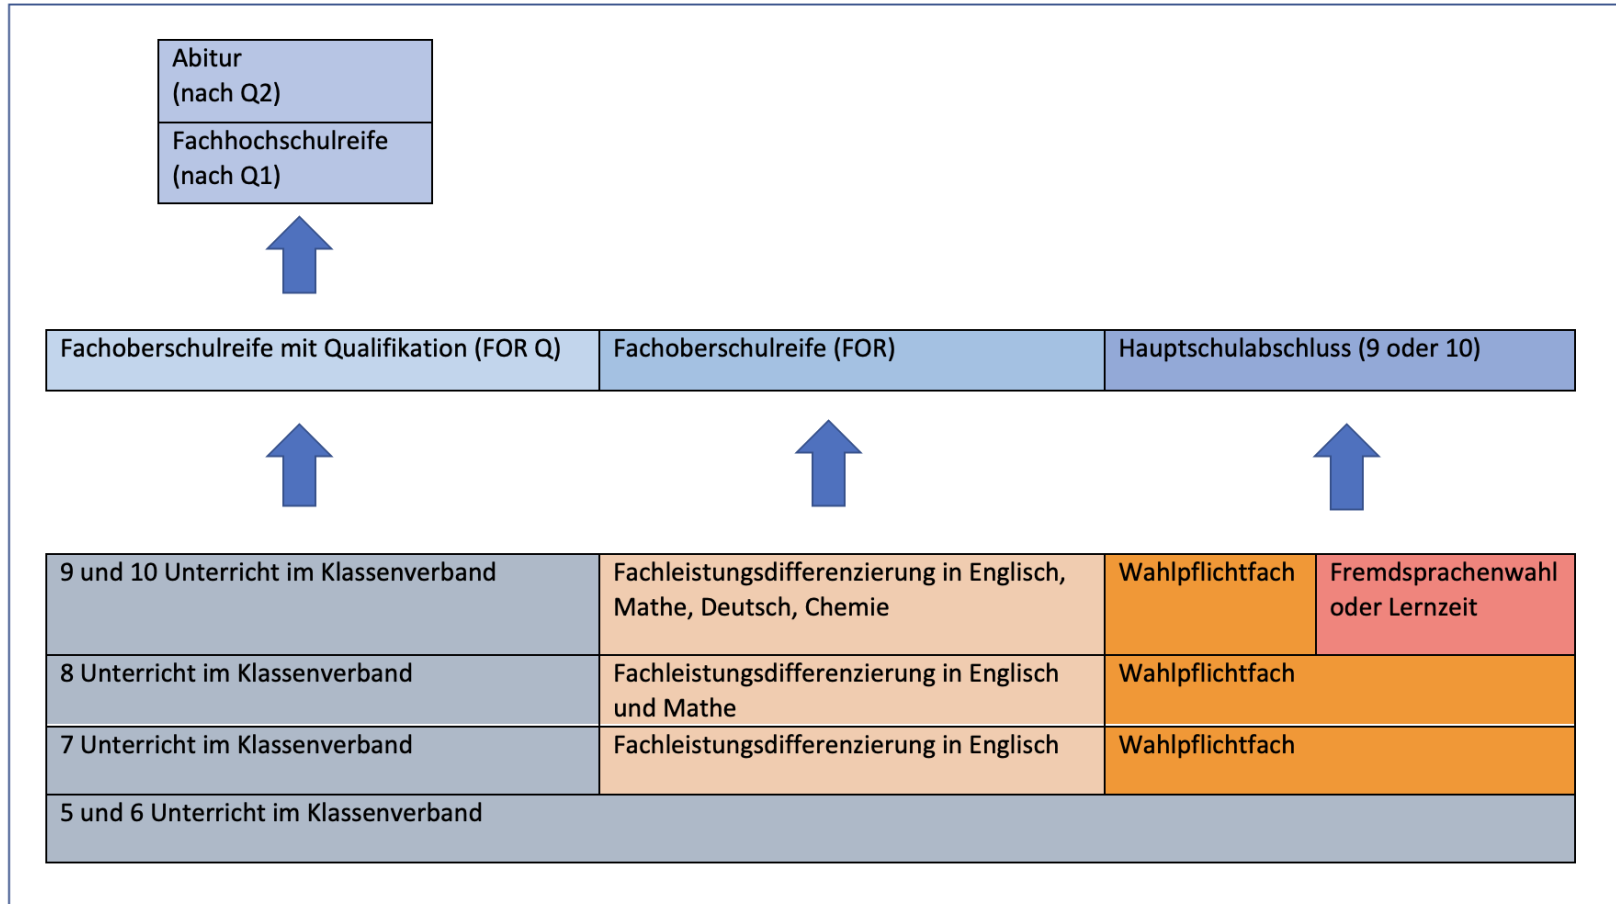 Abitur
(nach Q2)
Fachhochschulreife
(nach Q1)
Fachoberschulreife mit Qualifikation (FOR Q)
Fachoberschulreife (FOR)
Hauptschulabschluss (9 oder 10)
9 und 10 Unterricht im Klassenverband
Fachleistungsdifferenzierung in Englisch,
Mathe, Deutsch, Chemie
Wahlpflichtfach
Fremdsprachenwahl
oder Lernzeit
8 Unterricht im Klassenverband
Fachleistungsdifferenzierung in Englisch
und Mathe
Wahlpflichtfach
7 Unterricht im Klassenverband
Fachleistungsdifferenzierung in Englisch
Wahlpflichtfach
5 und 6 Unterricht im Klassenverband